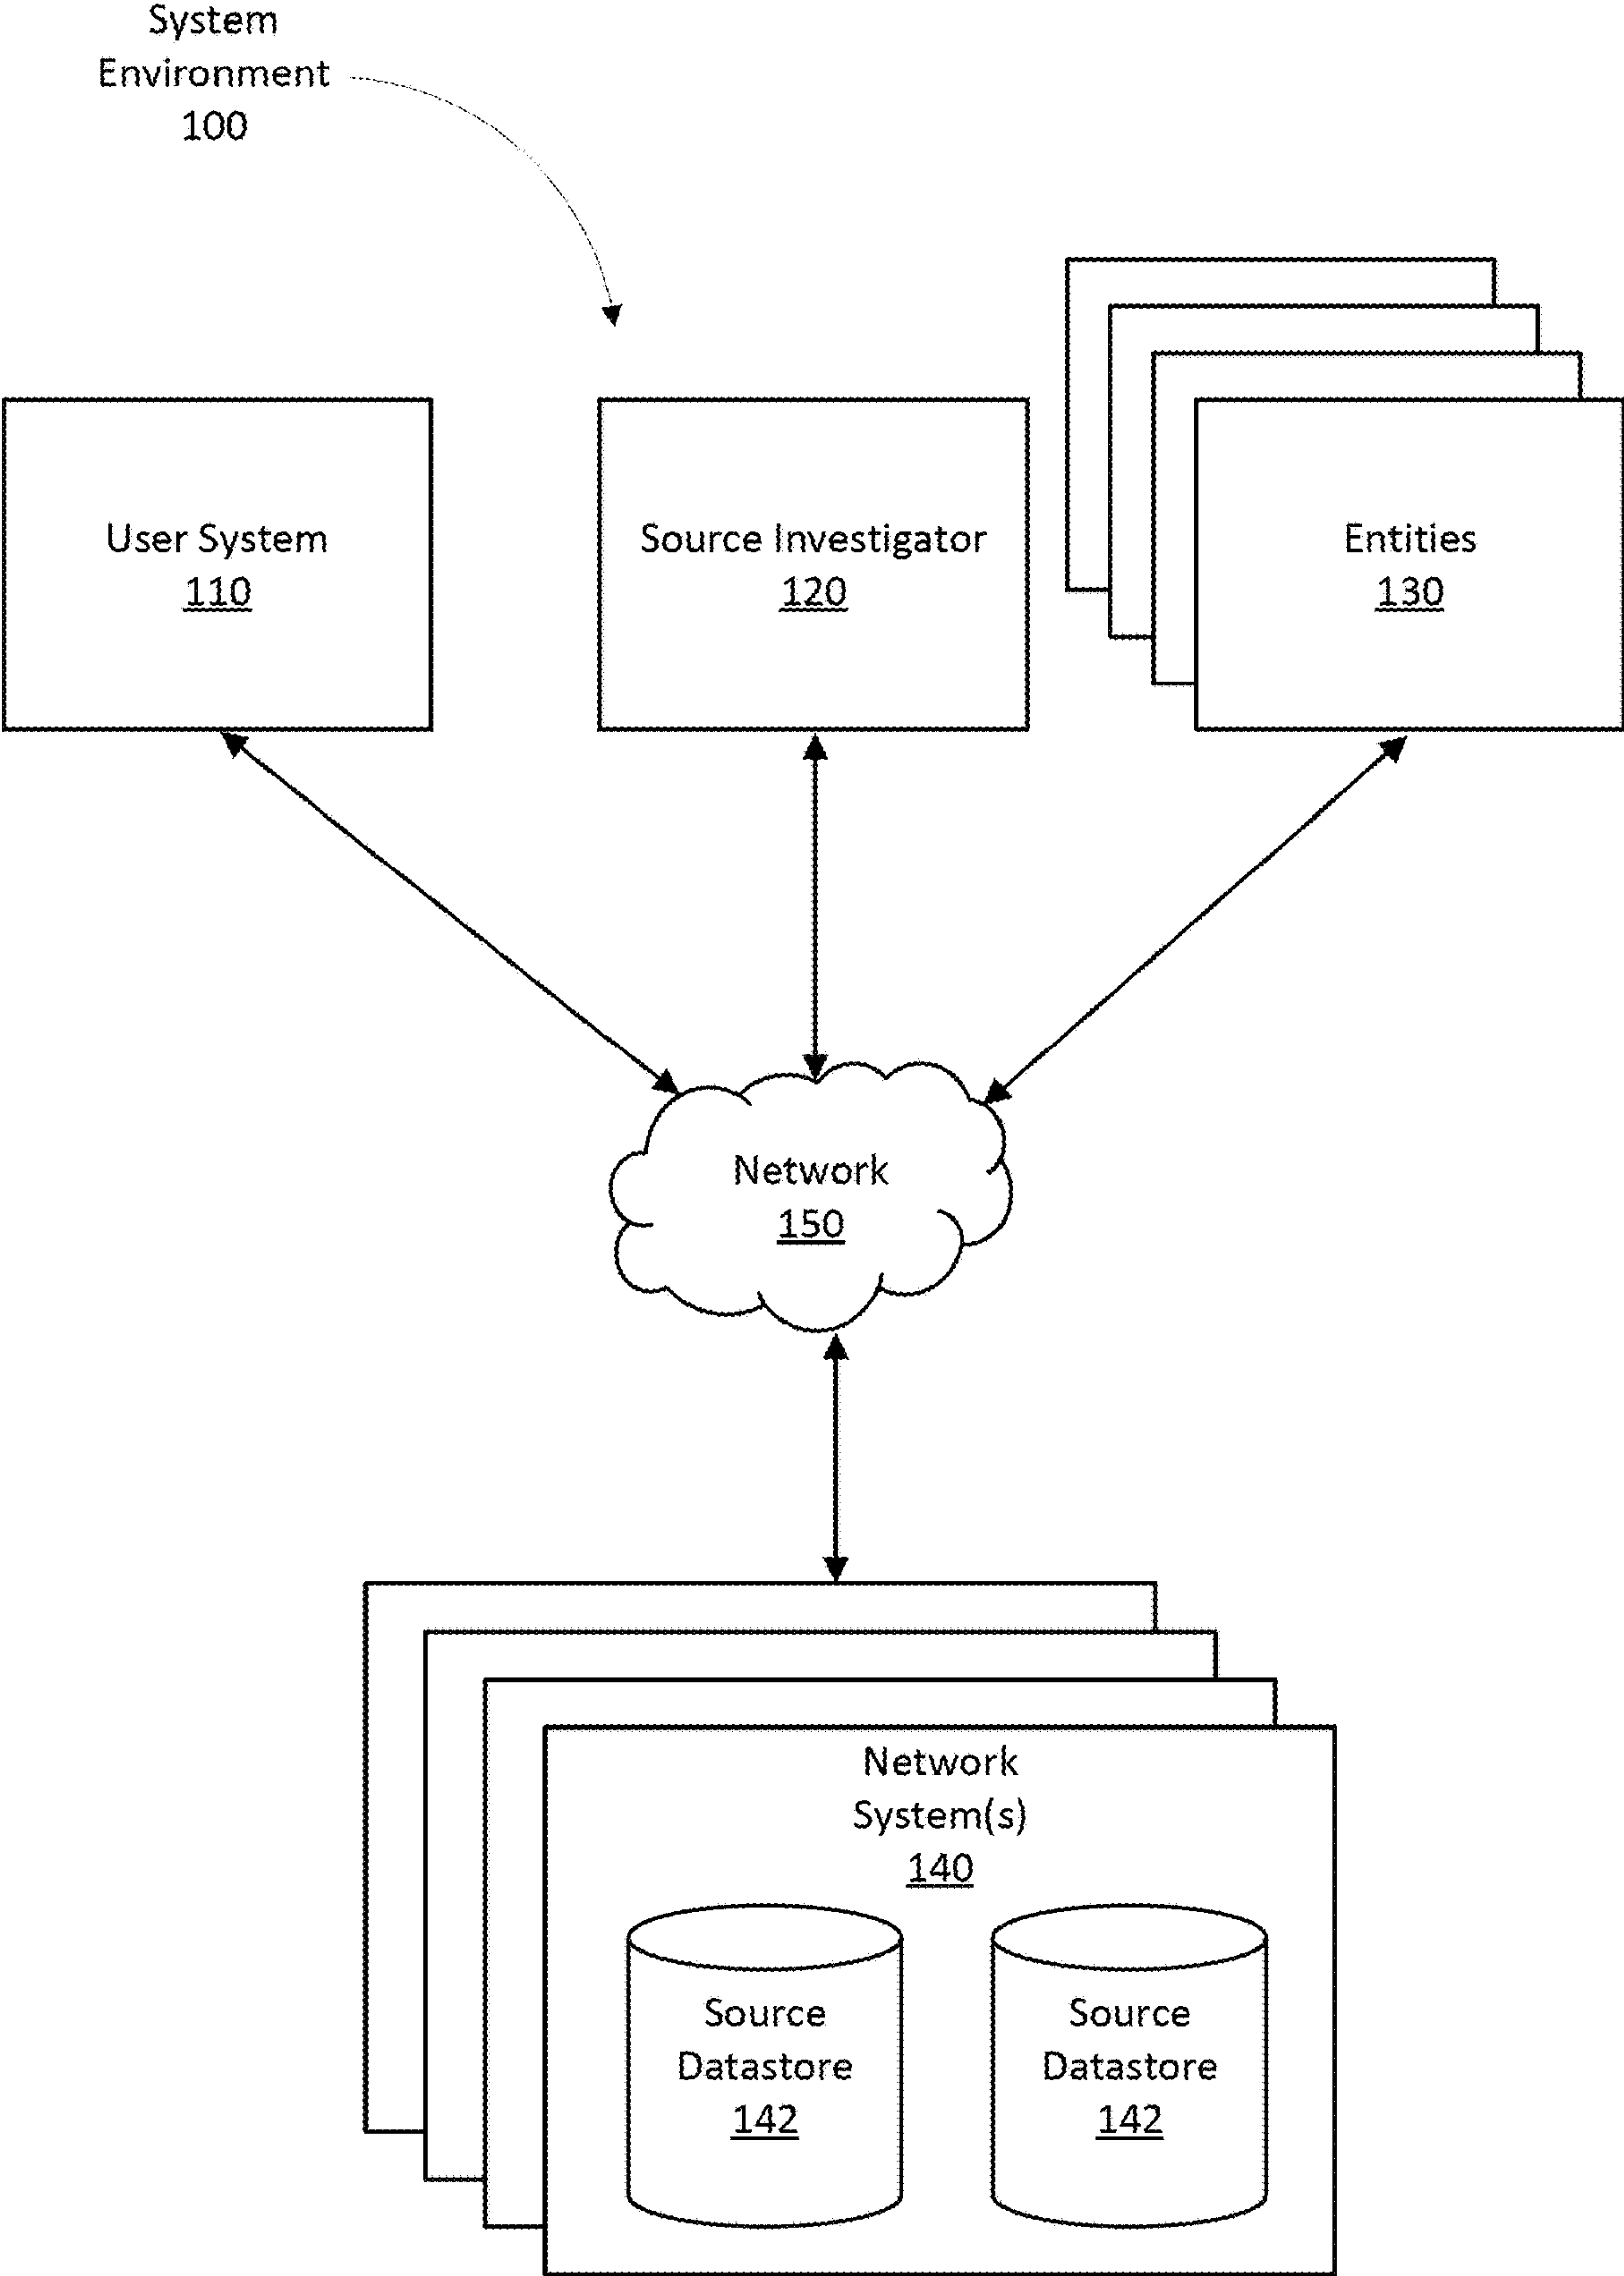 System
Environment
100
User System
110
Source Investigator
120
Entities
130
Network
150
Network
System(s)
140
Source
Datastore
142
Source
Datastore
142